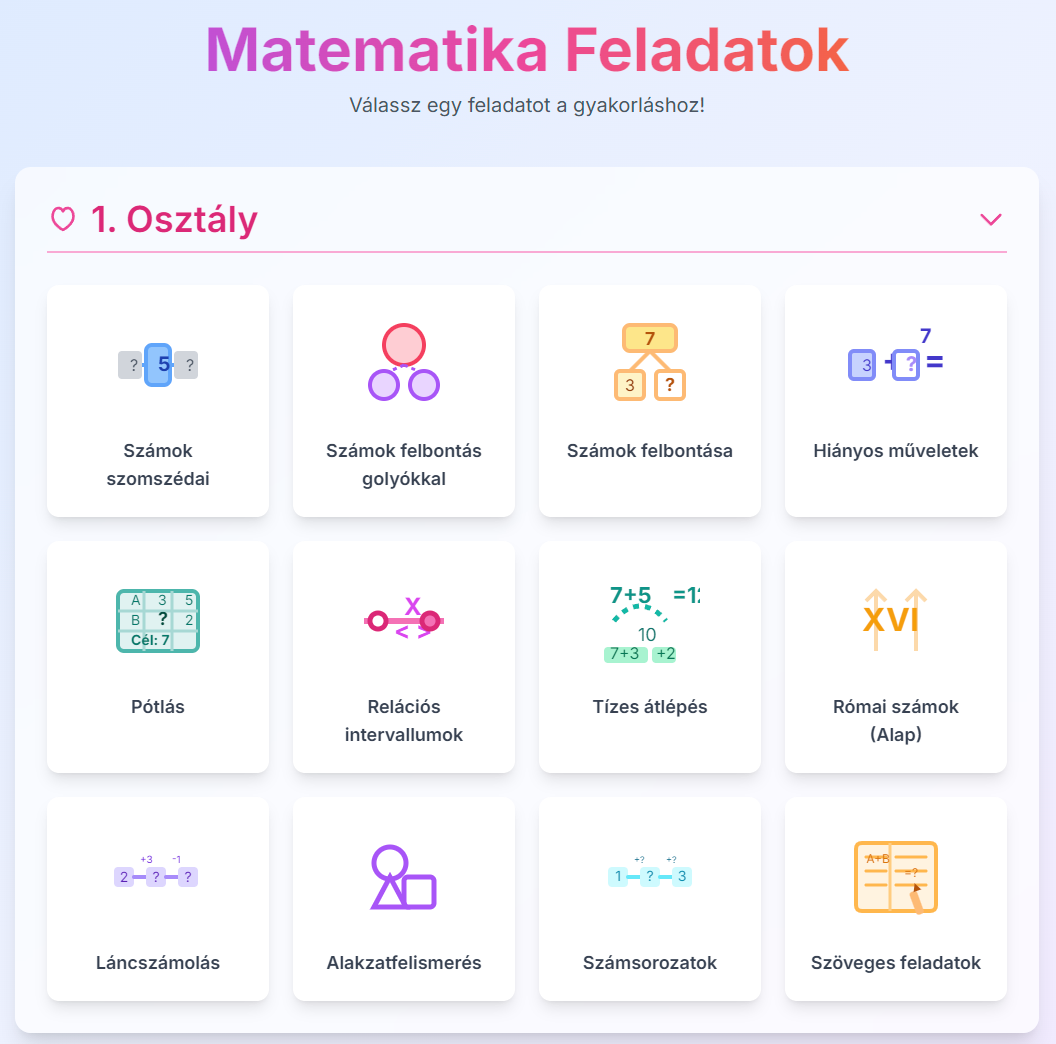 Matematika Feladatok
Válassz egy feladatot a gyakorláshoz!
1. Osztály
? 5 ?
Számok
szomszédai
Számok felbontás
golyókkal
7
3 ?
Számok felbontása
7
3 + ? =
Hiányos műveletek
A 3 5
B ? 2
Cél: 7
Pótlás
X
< >
Relációs
intervallumok
7+5 =12
10
7+3 +2
Tízes átlépés
XVI
Római számok
(Alap)
+3 -1
2 ? ?
Láncszámolás
Alakzatfelismerés
+? +?
1 ? 3
Számsorozatok
A+B
=?
Szöveges feladatok